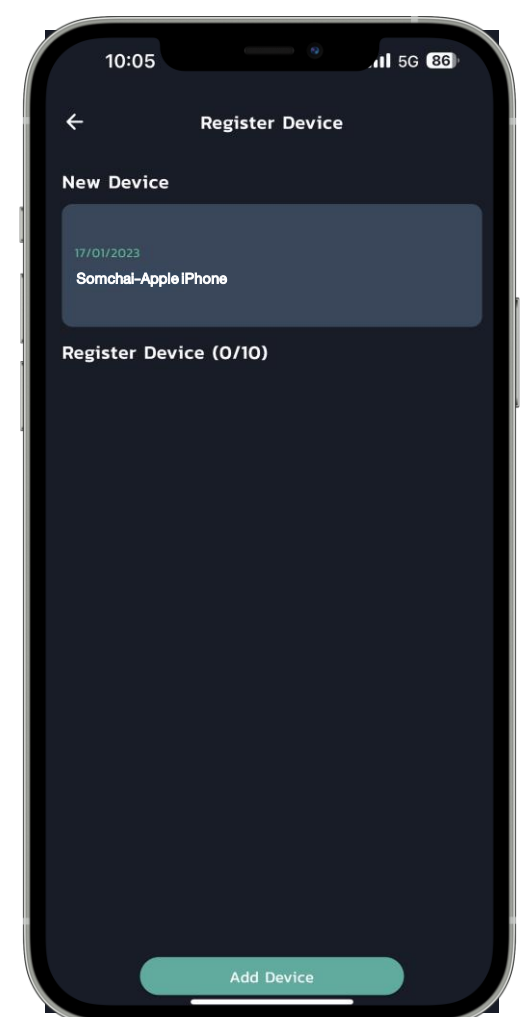 10:05 5G 86
Register Device
New Device
17/01/2023
Somchai-Apple iPhone
Register Device (0/10)
Add Device